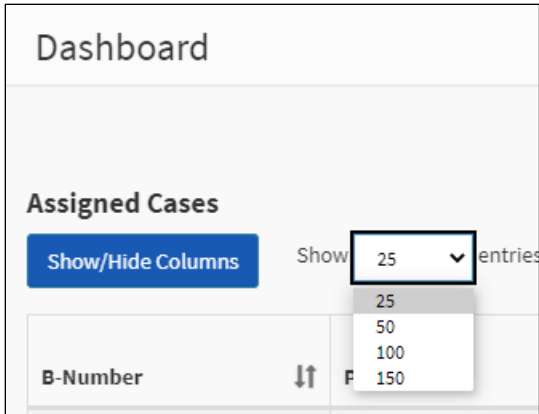 Dashboard
Assigned Cases
Show/Hide Columns Show 25 entries
25
50
100
150
B-Number